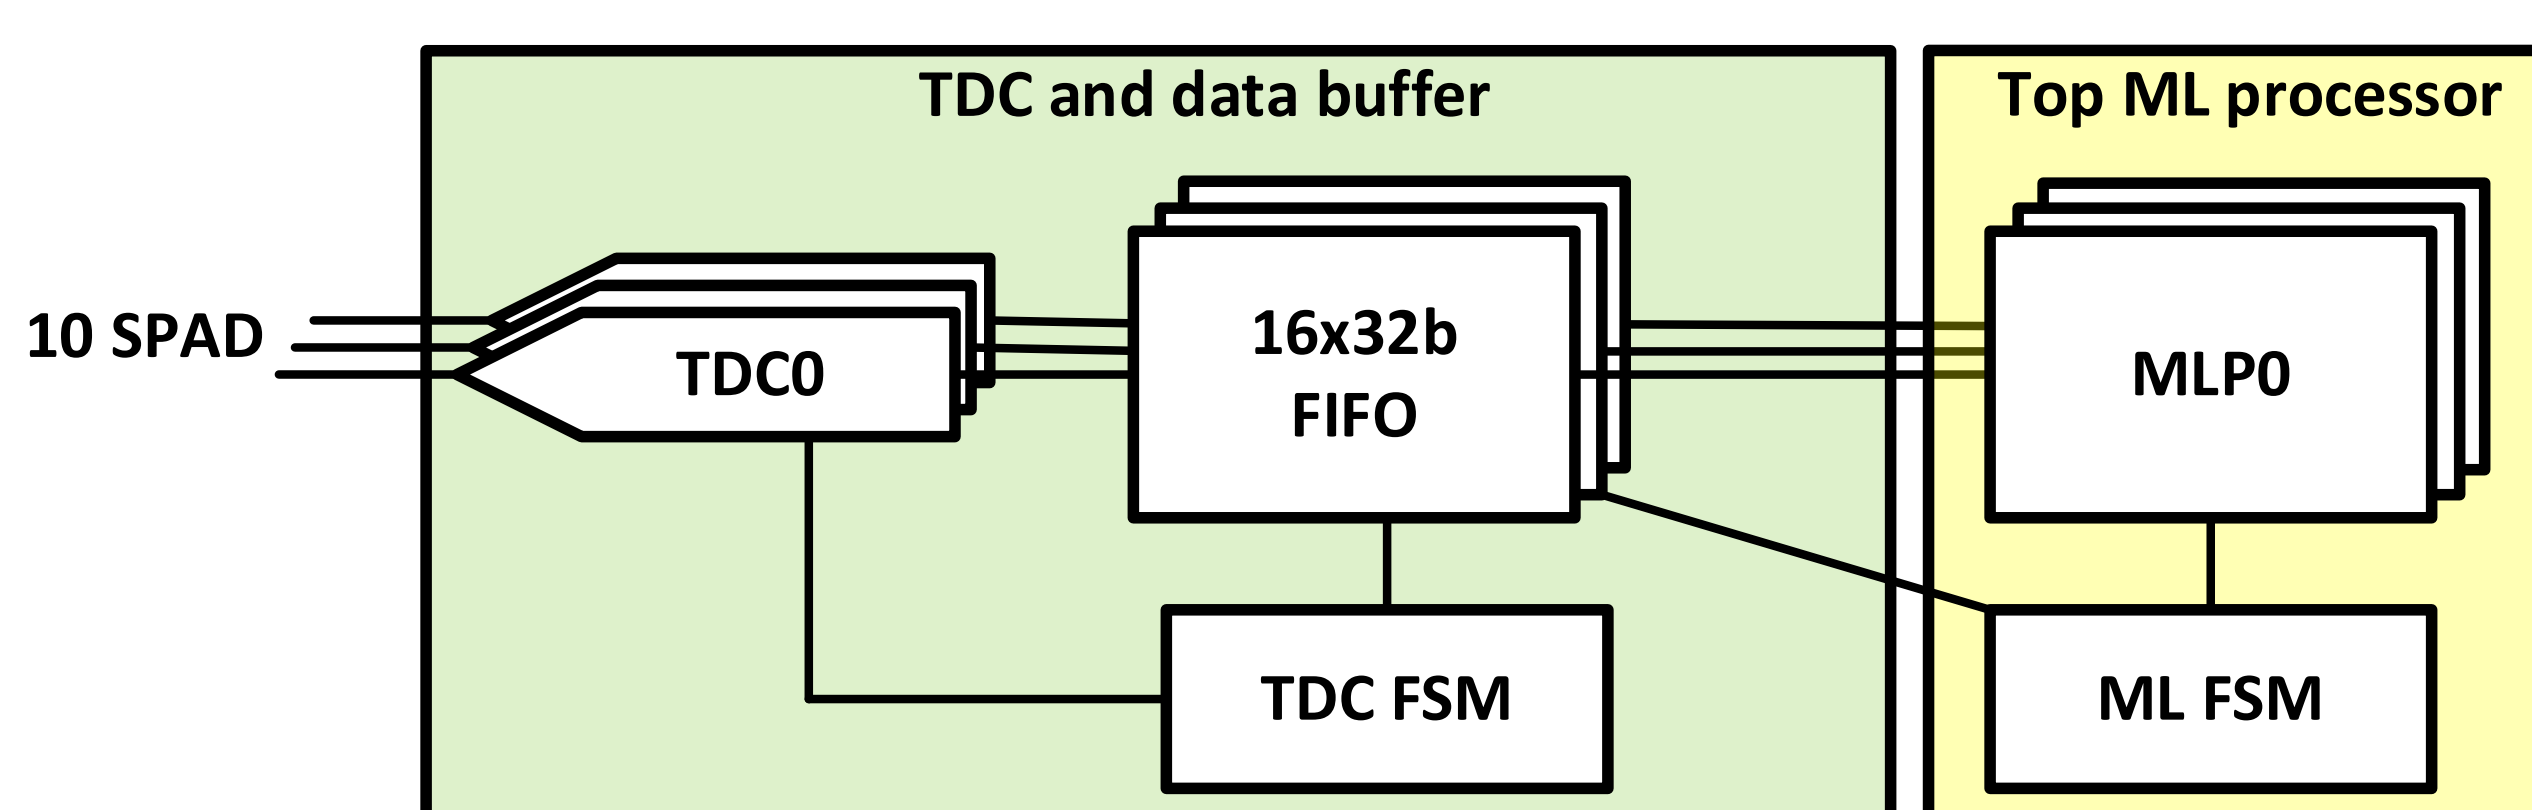 TDC and data buffer
Top ML processor
10 SPAD
TDC0
16x32b
FIFO
MLP0
TDC FSM
ML FSM